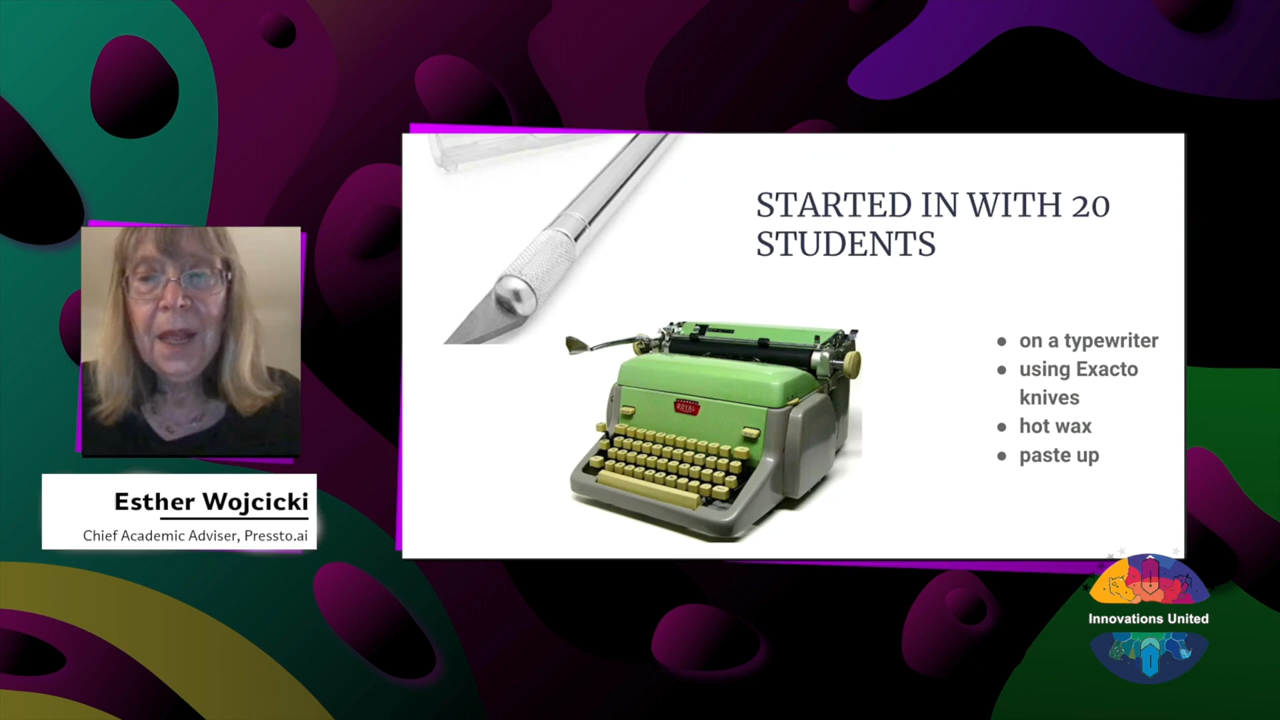 STARTED IN WITH 20
STUDENTS
● on a typewriter
● using Exacto
knives
● hot wax
● paste up
ROYAL
Esther Wojcicki
Chief Academic Adviser, Pressto.ai
Innovations United